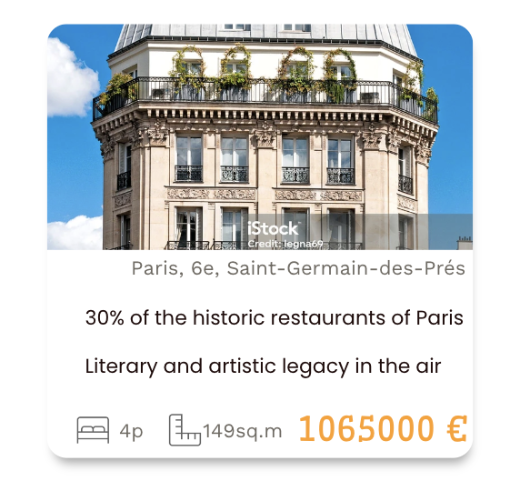 iStock
Credit: legna69
Paris, 6e, Saint-Germain-des-Prés
30% of the historic restaurants of Paris
Literary and artistic legacy in the air
4p 149sq.m 1065000 €